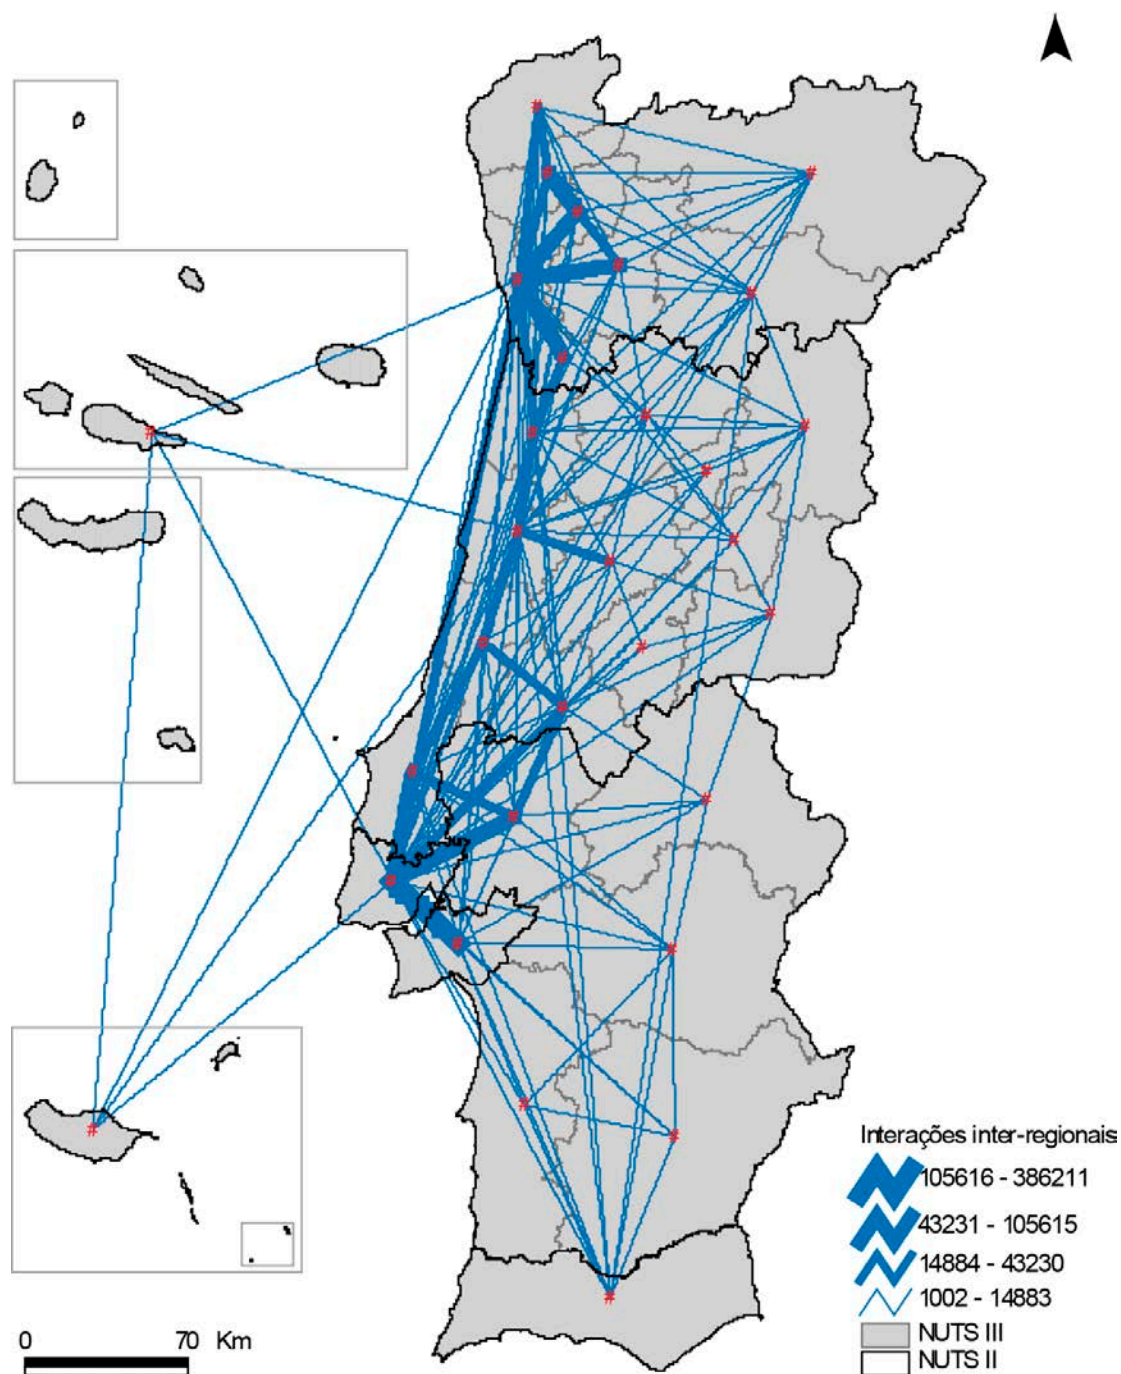 Interações inter-regionais
105616 - 386211
43231 - 105615
14884 - 43230
1002 - 14883
NUTS III
NUTS II
0 70 Km